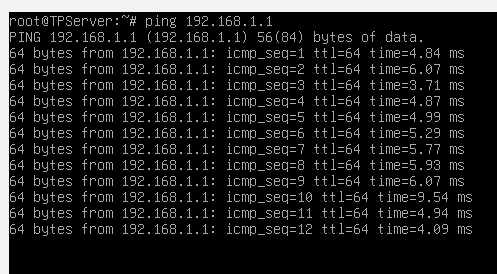 root@TPServer:~# ping 192.168.1.1
PING 192.168.1.1 (192.168.1.1) 56(84) bytes of data.
64 bytes from 192.168.1.1: icmp_seq=1 ttl=64 time=4.84 ms
64 bytes from 192.168.1.1: icmp_seq=2 ttl=64 time=6.07 ms
64 bytes from 192.168.1.1: icmp_seq=3 ttl=64 time=3.71 ms
64 bytes from 192.168.1.1: icmp_seq=4 ttl=64 time=4.87 ms
64 bytes from 192.168.1.1: icmp_seq=5 ttl=64 time=4.99 ms
64 bytes from 192.168.1.1: icmp_seq=6 ttl=64 time=5.29 ms
64 bytes from 192.168.1.1: icmp_seq=7 ttl=64 time=5.77 ms
64 bytes from 192.168.1.1: icmp_seq=8 ttl=64 time=5.93 ms
64 bytes from 192.168.1.1: icmp_seq=9 ttl=64 time=6.07 ms
64 bytes from 192.168.1.1: icmp_seq=10 ttl=64 time=9.54 ms
64 bytes from 192.168.1.1: icmp_seq=11 ttl=64 time=4.94 ms
64 bytes from 192.168.1.1: icmp_seq=12 ttl=64 time=4.09 ms